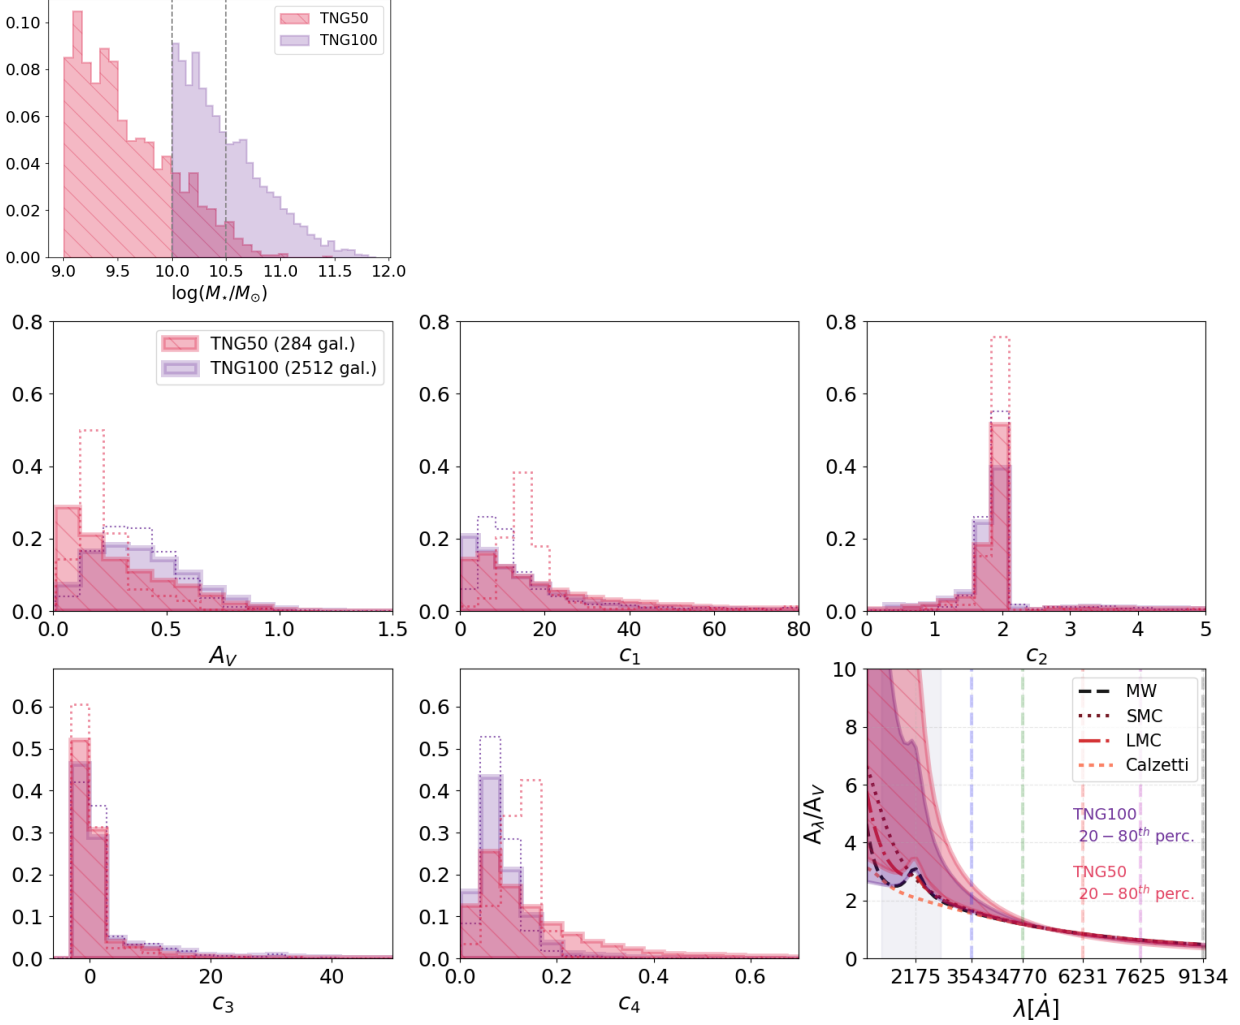 0.10
0.08
0.06
0.04
0.02
0.00
9.0 9.5 10.0 10.5 11.0 11.5 12.0
log(M⋆/M⊙)
TNG50
TNG100
0.8
0.6
0.4
0.2
0.0
0.0 0.5 1.0 1.5
A_V
TNG50 (284 gal.)
TNG100 (2512 gal.)
0.8
0.6
0.4
0.2
0.0
0 20 40 60 80
c₁
0.8
0.6
0.4
0.2
0.0
0 1 2 3 4 5
c₂
0.6
0.5
0.4
0.3
0.2
0.1
0.0
0 20 40
c₃
0.6
0.5
0.4
0.3
0.2
0.1
0.0
0.0 0.2 0.4 0.6
c₄
10
8
6
4
2
0
A_λ/A_V
MW
SMC
LMC
Calzetti
TNG100
20 − 80^th perc.
TNG50
20 − 80^th perc.
2175 3543 4770 6231 7625 9134
λ[Ȧ]